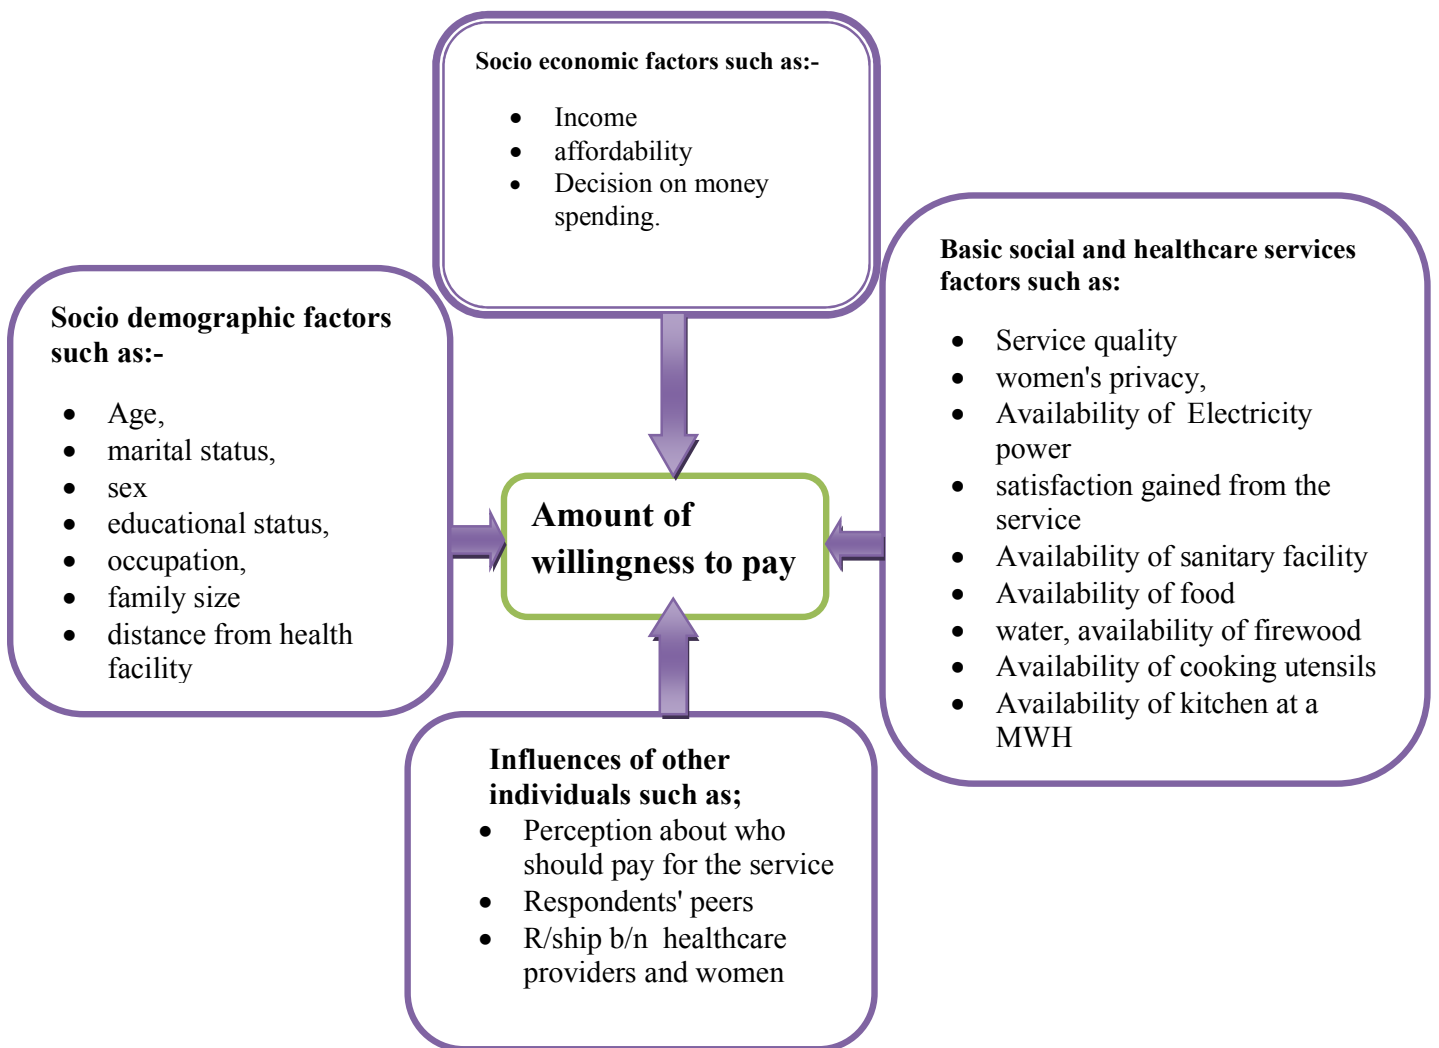 Socio economic factors such as:-
• Income
• affordability
• Decision on money
spending.
Socio demographic factors
such as:-
• Age,
• marital status,
• sex
• educational status,
• occupation,
• family size
• distance from health
facility
Amount of
willingness to pay
Basic social and healthcare services
factors such as:
• Service quality
• women's privacy,
• Availability of  Electricity
power
• satisfaction gained from the
service
• Availability of sanitary facility
• Availability of food
• water, availability of firewood
• Availability of cooking utensils
• Availability of kitchen at a
MWH
Influences of other
individuals such as;
• Perception about who
should pay for the service
• Respondents' peers
• R/ship b/n  healthcare
providers and women